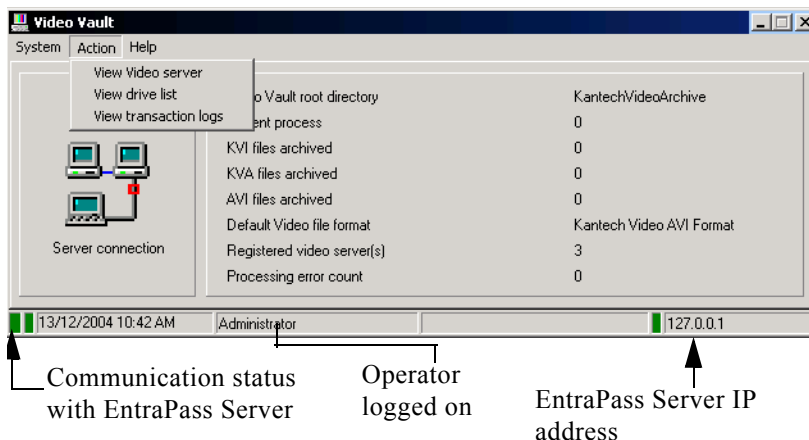 Video Vault
System Action Help
View Video server
View drive list
View transaction logs
o Vault root directory KantechVideoArchive
ent process 0
KVI files archived 0
KVA files archived 0
AVI files archived 0
Default Video file format Kantech Video AVI Format
Registered video server(s) 3
Processing error count 0
Server connection
13/12/2004 10:42 AM Administrator 127.0.0.1
Communication status
with EntraPass Server
Operator
logged on
EntraPass Server IP
address